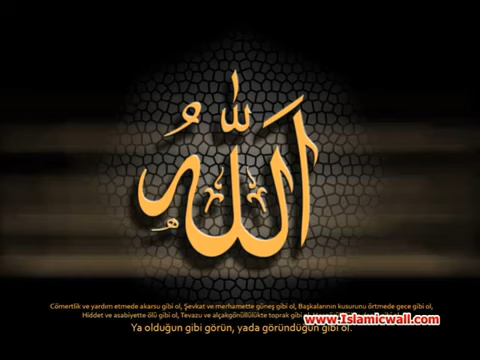 الله
Cömertlik ve yardım etmede akarsu gibi ol, Şevkat ve merhamette güneş gibi ol, Başkalarının kusurunu örtmede gece gibi ol,
Hiddet ve asabiyette ölü gibi ol, Tevazu ve alçakgönüllülükte toprak gibi ol,
www.Islamicwall.com
Ya olduğun gibi görün, yada göründüğün gibi ol.